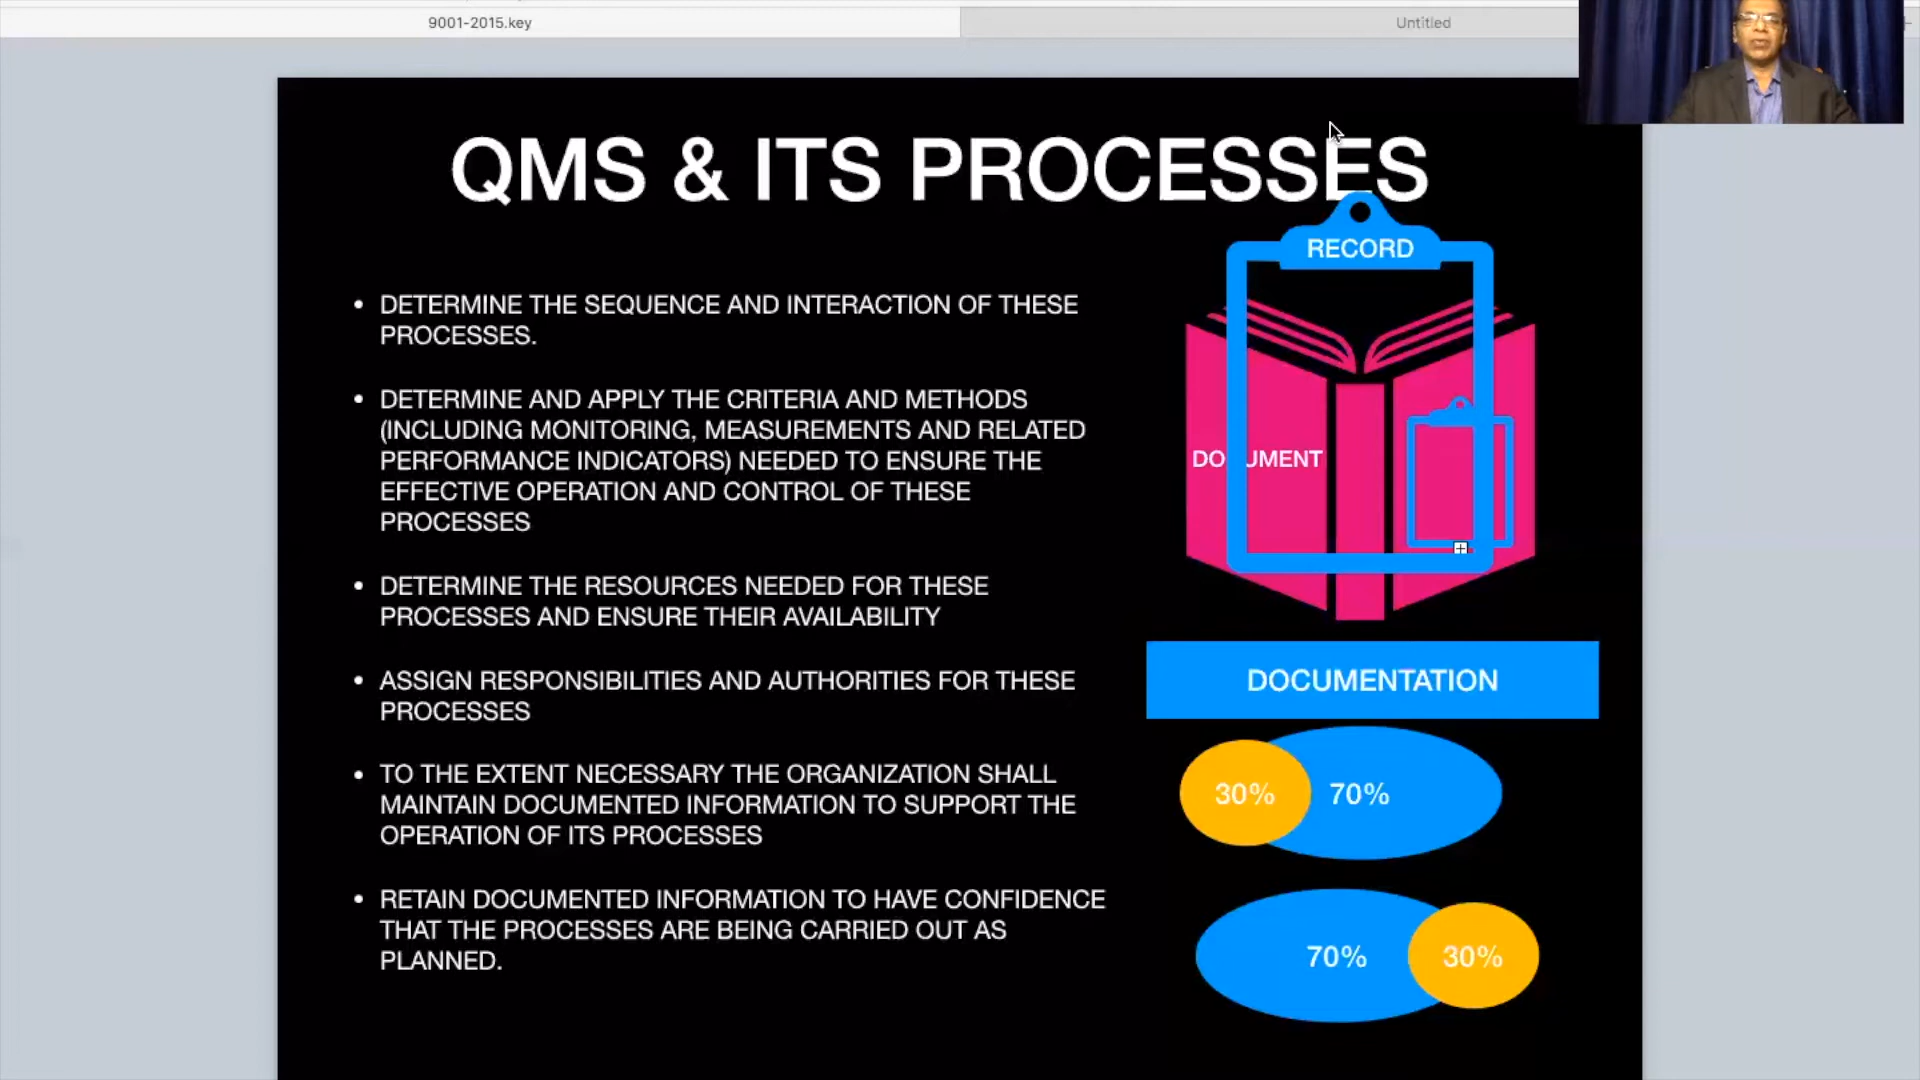 9001-2015.key
Untitled
QMS & ITS PROCESSES
• DETERMINE THE SEQUENCE AND INTERACTION OF THESE
PROCESSES.
• DETERMINE AND APPLY THE CRITERIA AND METHODS
(INCLUDING MONITORING, MEASUREMENTS AND RELATED
PERFORMANCE INDICATORS) NEEDED TO ENSURE THE
EFFECTIVE OPERATION AND CONTROL OF THESE
PROCESSES
• DETERMINE THE RESOURCES NEEDED FOR THESE
PROCESSES AND ENSURE THEIR AVAILABILITY
• ASSIGN RESPONSIBILITIES AND AUTHORITIES FOR THESE
PROCESSES
• TO THE EXTENT NECESSARY THE ORGANIZATION SHALL
MAINTAIN DOCUMENTED INFORMATION TO SUPPORT THE
OPERATION OF ITS PROCESSES
• RETAIN DOCUMENTED INFORMATION TO HAVE CONFIDENCE
THAT THE PROCESSES ARE BEING CARRIED OUT AS
PLANNED.
RECORD
DOCUMENT
DOCUMENTATION
30% 70%
70% 30%